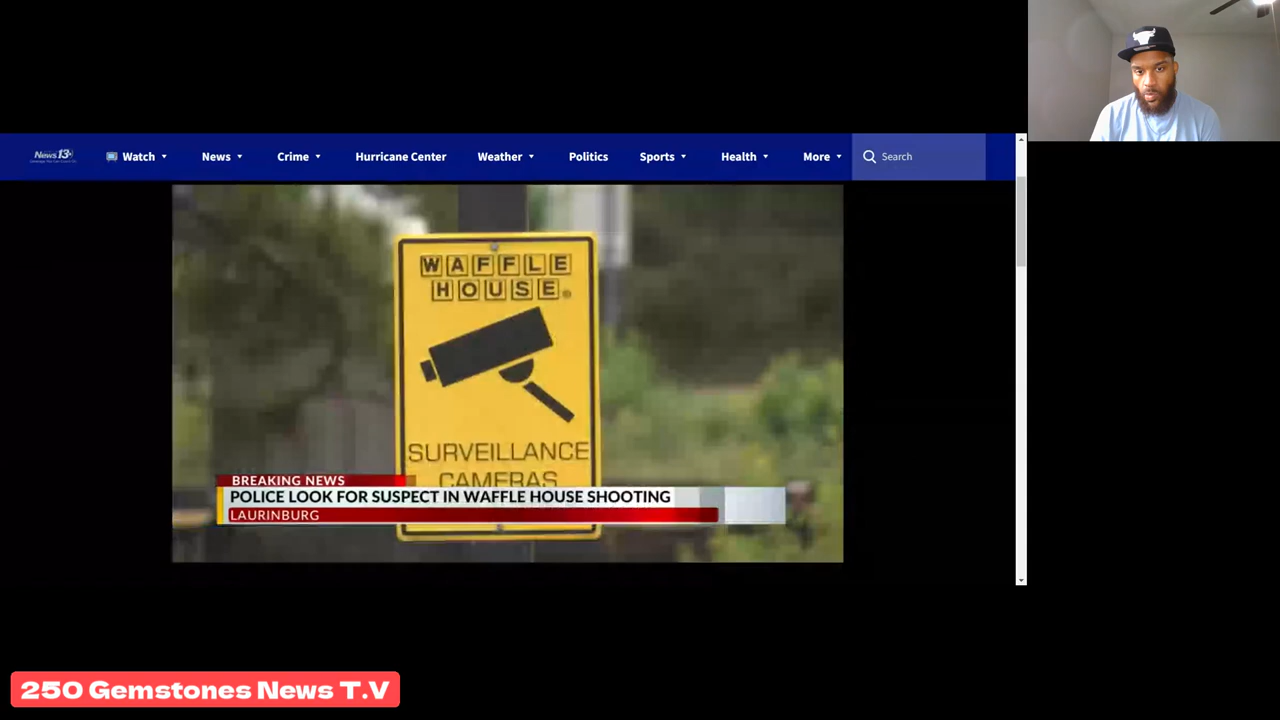 News 13
Watch
News
Crime
Hurricane Center
Weather
Politics
Sports
Health
More
Search
WAFFLE
HOUSE®
SURVEILLANCE
CAMERAS
BREAKING NEWS
POLICE LOOK FOR SUSPECT IN WAFFLE HOUSE SHOOTING
LAURINBURG
250 Gemstones News T.V